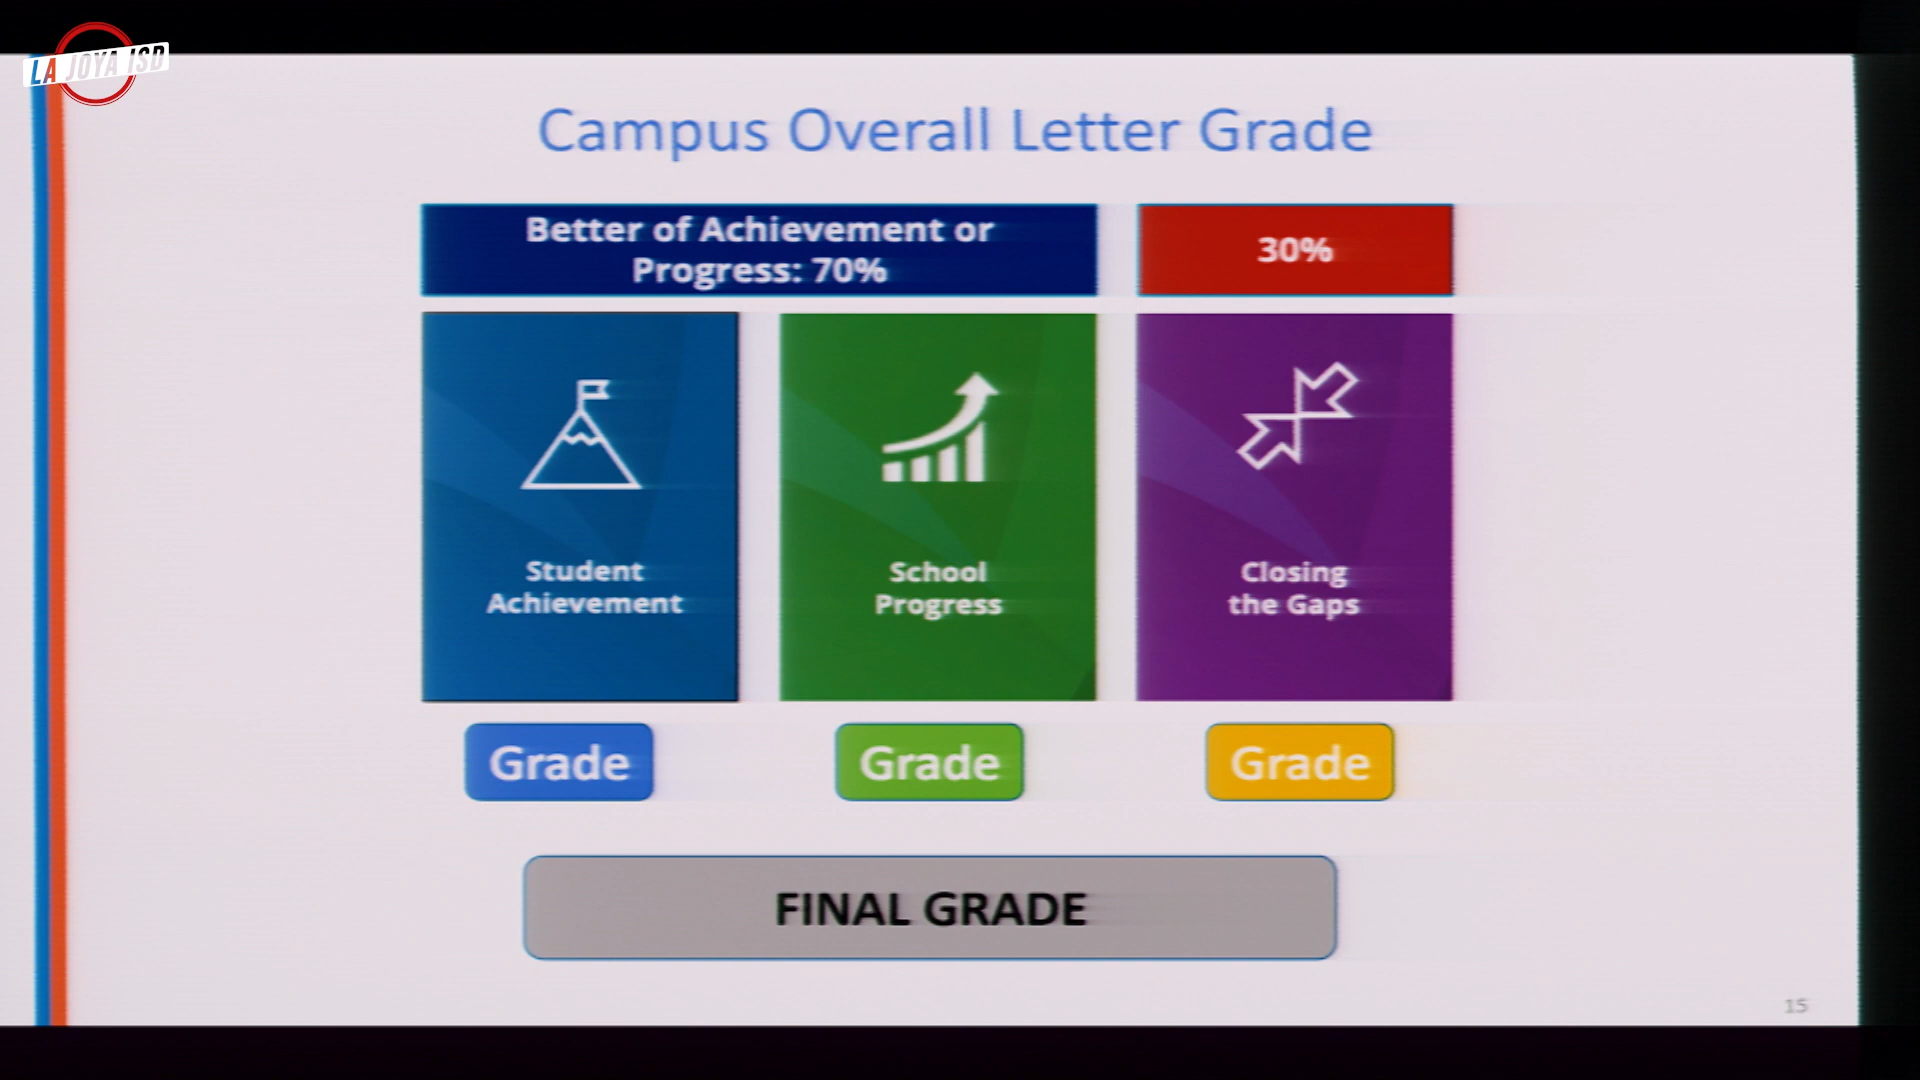 LA JOYA ISD
Campus Overall Letter Grade
Better of Achievement or
Progress: 70%
30%
Student
Achievement
School
Progress
Closing
the Gaps
Grade
Grade
Grade
FINAL GRADE
15